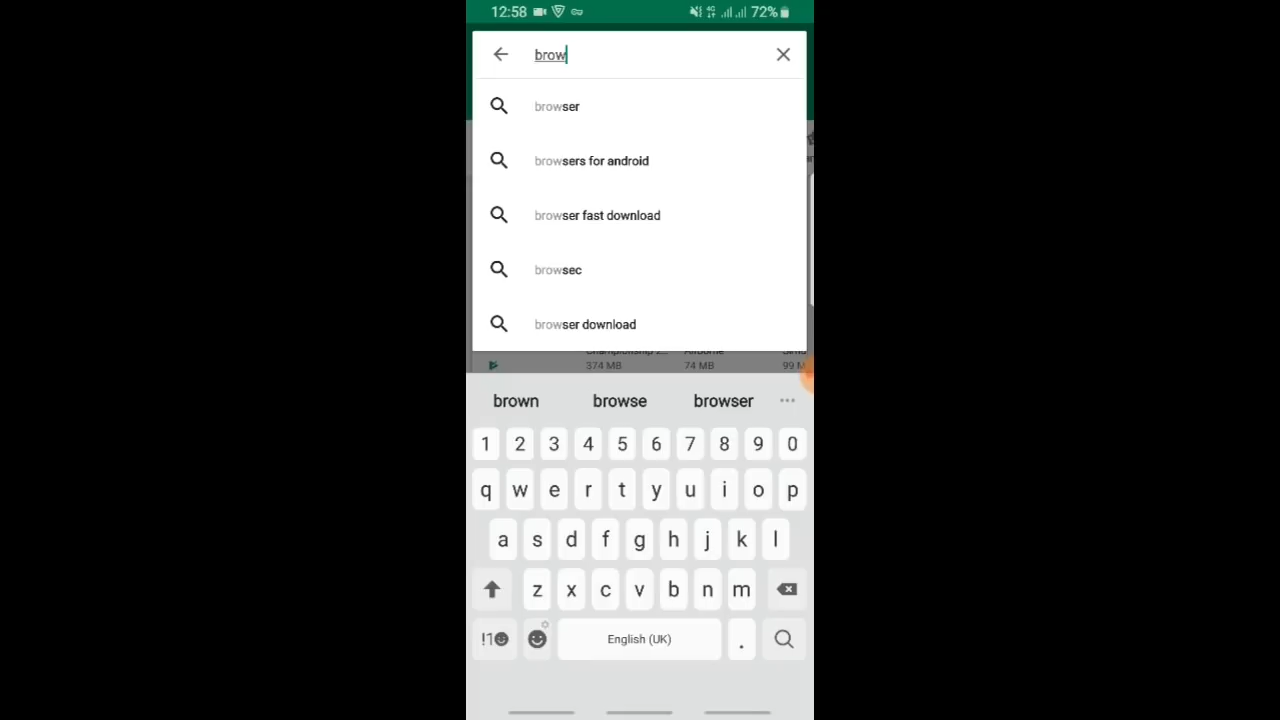 12:58 72%
brow
browser
browsers for android
browser fast download
browsec
browser download
374 MB 74 MB 99 M
brown browse browser
1 2 3 4 5 6 7 8 9 0
q w e r t y u i o p
a s d f g h j k l
z x c v b n m
!1 English (UK) .